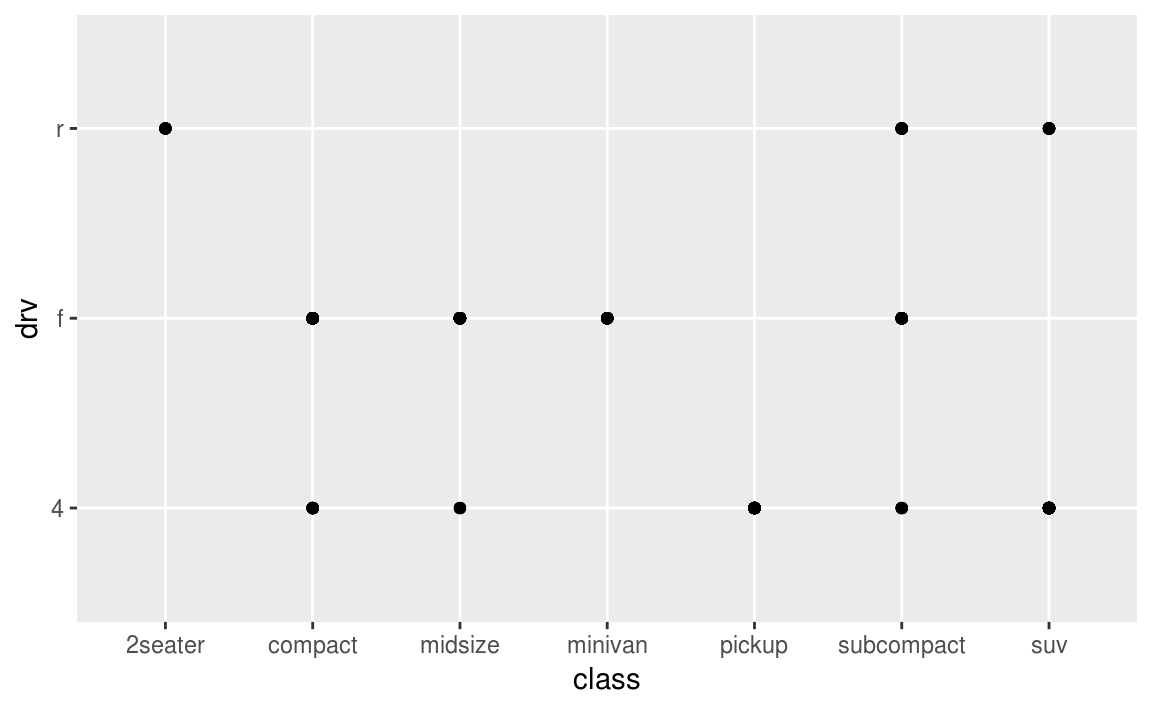 r
f
4
drv
2seater compact midsize minivan pickup subcompact suv
class